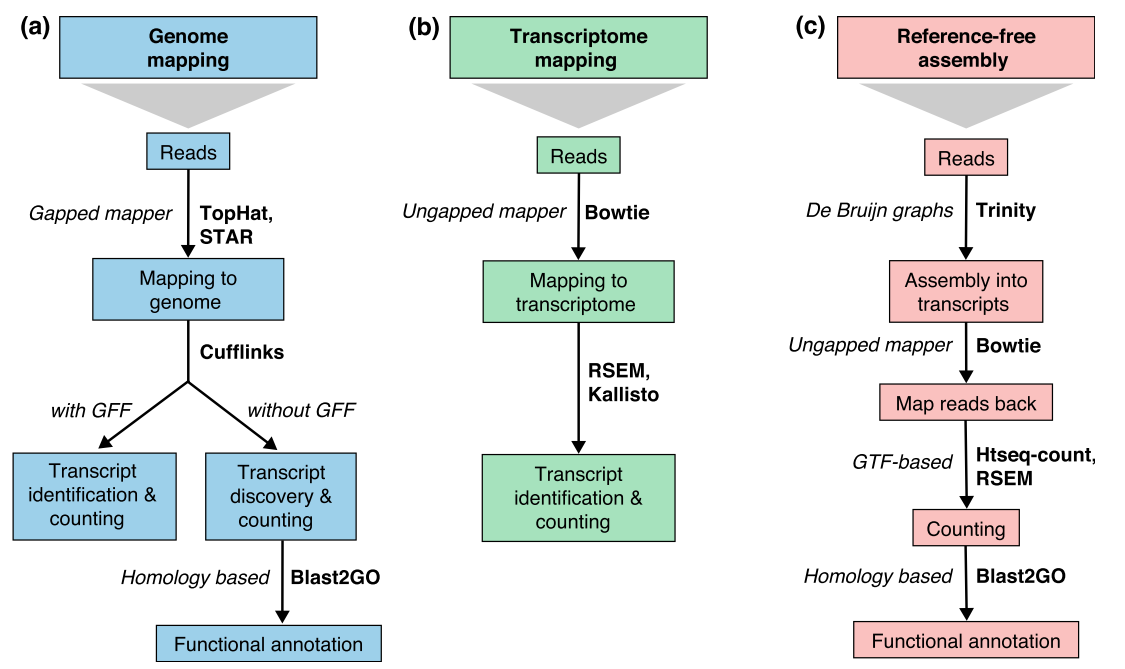 (a)
Genome
mapping
Reads
Gapped mapper
TopHat,
STAR
Mapping to
genome
Cufflinks
with GFF
without GFF
Transcript
identification &
counting
Transcript
discovery &
counting
Homology based
Blast2GO
Functional annotation
(b)
Transcriptome
mapping
Reads
Ungapped mapper
Bowtie
Mapping to
transcriptome
RSEM,
Kallisto
Transcript
identification &
counting
(c)
Reference-free
assembly
Reads
De Bruijn graphs
Trinity
Assembly into
transcripts
Ungapped mapper
Bowtie
Map reads back
GTF-based
Htseq-count,
RSEM
Counting
Homology based
Blast2GO
Functional annotation